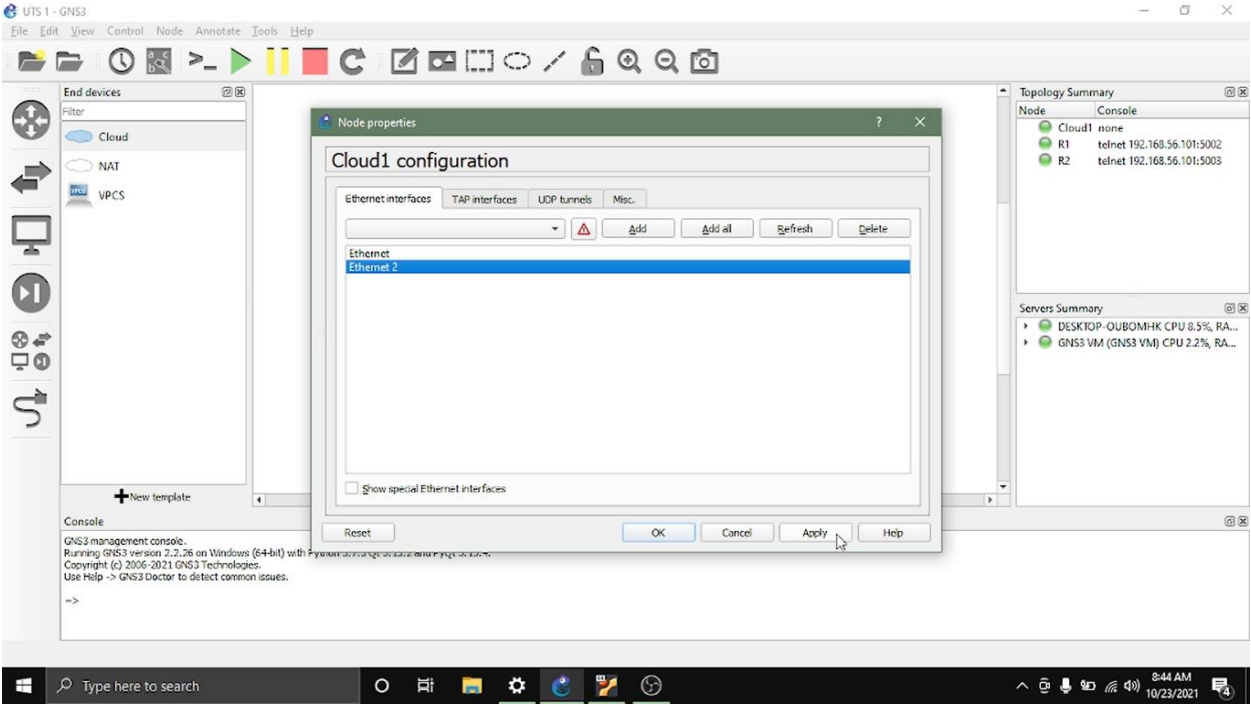 UTS 1 - GNS3
File Edit View Control Node Annotate Tools Help
End devices
Filter
Cloud
NAT
VPCS
New template
Node properties
Cloud1 configuration
Ethernet interfaces TAP interfaces UDP tunnels Misc.
Add Add all Refresh Delete
Ethernet
Ethernet 2
Show special Ethernet interfaces
Reset OK Cancel Apply Help
Topology Summary
Node Console
Cloud1 none
R1 telnet 192.168.56.101:5002
R2 telnet 192.168.56.101:5003
Servers Summary
DESKTOP-OUBOMHK CPU 8.5%, RA...
GNS3 VM (GNS3 VM) CPU 2.2%, RA...
Console
GNS3 management console.
Running GNS3 version 2.2.26 on Windows (64-bit) with
Copyright (c) 2006-2021 GNS3 Technologies.
Use Help -> GNS3 Doctor to detect common issues.
=>
Type here to search
8:44 AM
10/23/2021
4